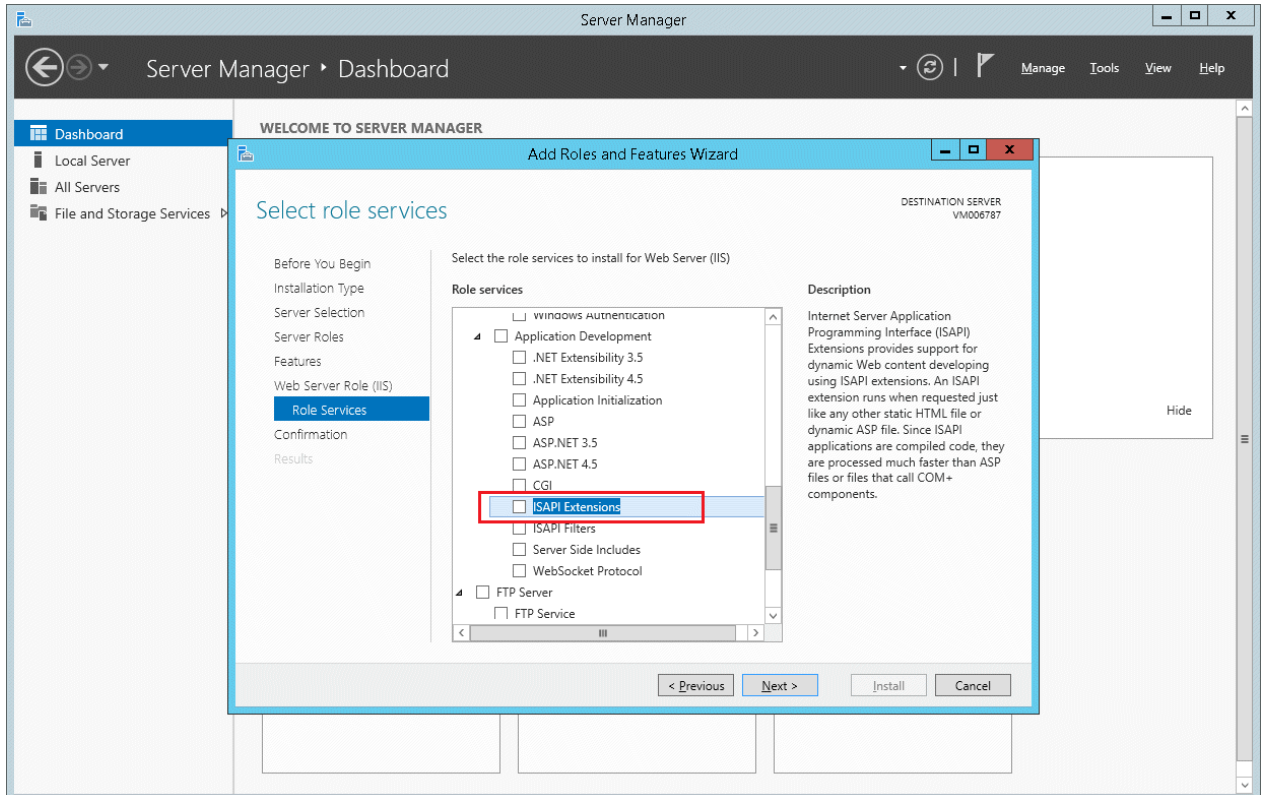 Server Manager
Server Manager • Dashboard
Manage Tools View Help
Dashboard
Local Server
All Servers
File and Storage Services
WELCOME TO SERVER MANAGER
Add Roles and Features Wizard
Select role services
DESTINATION SERVER
VM006787
Before You Begin
Installation Type
Server Selection
Server Roles
Features
Web Server Role (IIS)
Role Services
Confirmation
Results
Select the role services to install for Web Server (IIS)
Role services
Windows Authentication
Application Development
.NET Extensibility 3.5
.NET Extensibility 4.5
Application Initialization
ASP
ASP.NET 3.5
ASP.NET 4.5
CGI
ISAPI Extensions
ISAPI Filters
Server Side Includes
WebSocket Protocol
FTP Server
FTP Service
Description
Internet Server Application
Programming Interface (ISAPI)
Extensions provides support for
dynamic Web content developing
using ISAPI extensions. An ISAPI
extension runs when requested just
like any other static HTML file or
dynamic ASP file. Since ISAPI
applications are compiled code, they
are processed much faster than ASP
files or files that call COM+
components.
Hide
< Previous
Next >
Install
Cancel